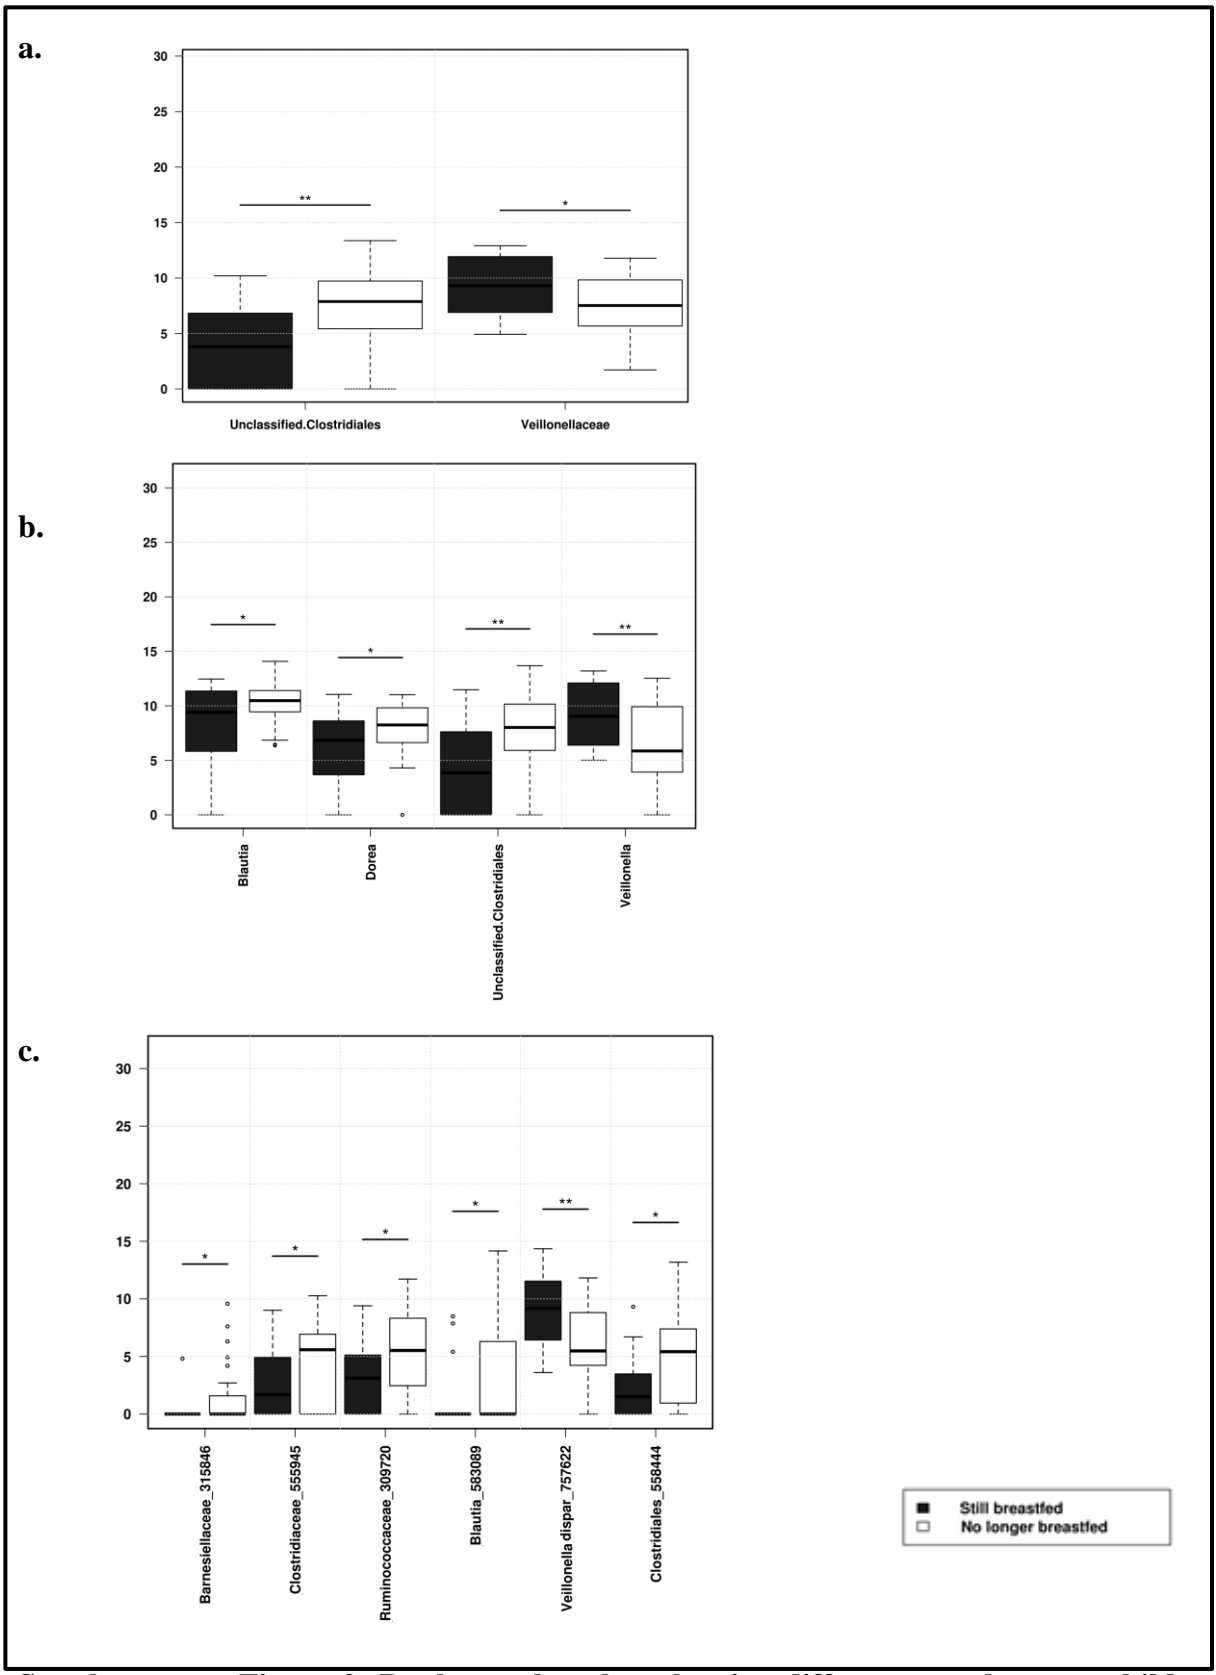 a.
30
25
20
15
10
5
0
**
*
Unclassified.Clostridiales
Veillonellaceae
b.
30
25
20
15
10
5
0
*
*
**
**
Blautia
Dorea
Unclassified.Clostridiales
Veillonella
c.
30
25
20
15
10
5
0
*
*
*
*
**
*
Barnesiellaceae_315846
Clostridiaceae_555945
Ruminococcaceae_309720
Blautia_583089
Veillonella dispar_757622
Clostridiales_558444
Still breastfed
No longer breastfed